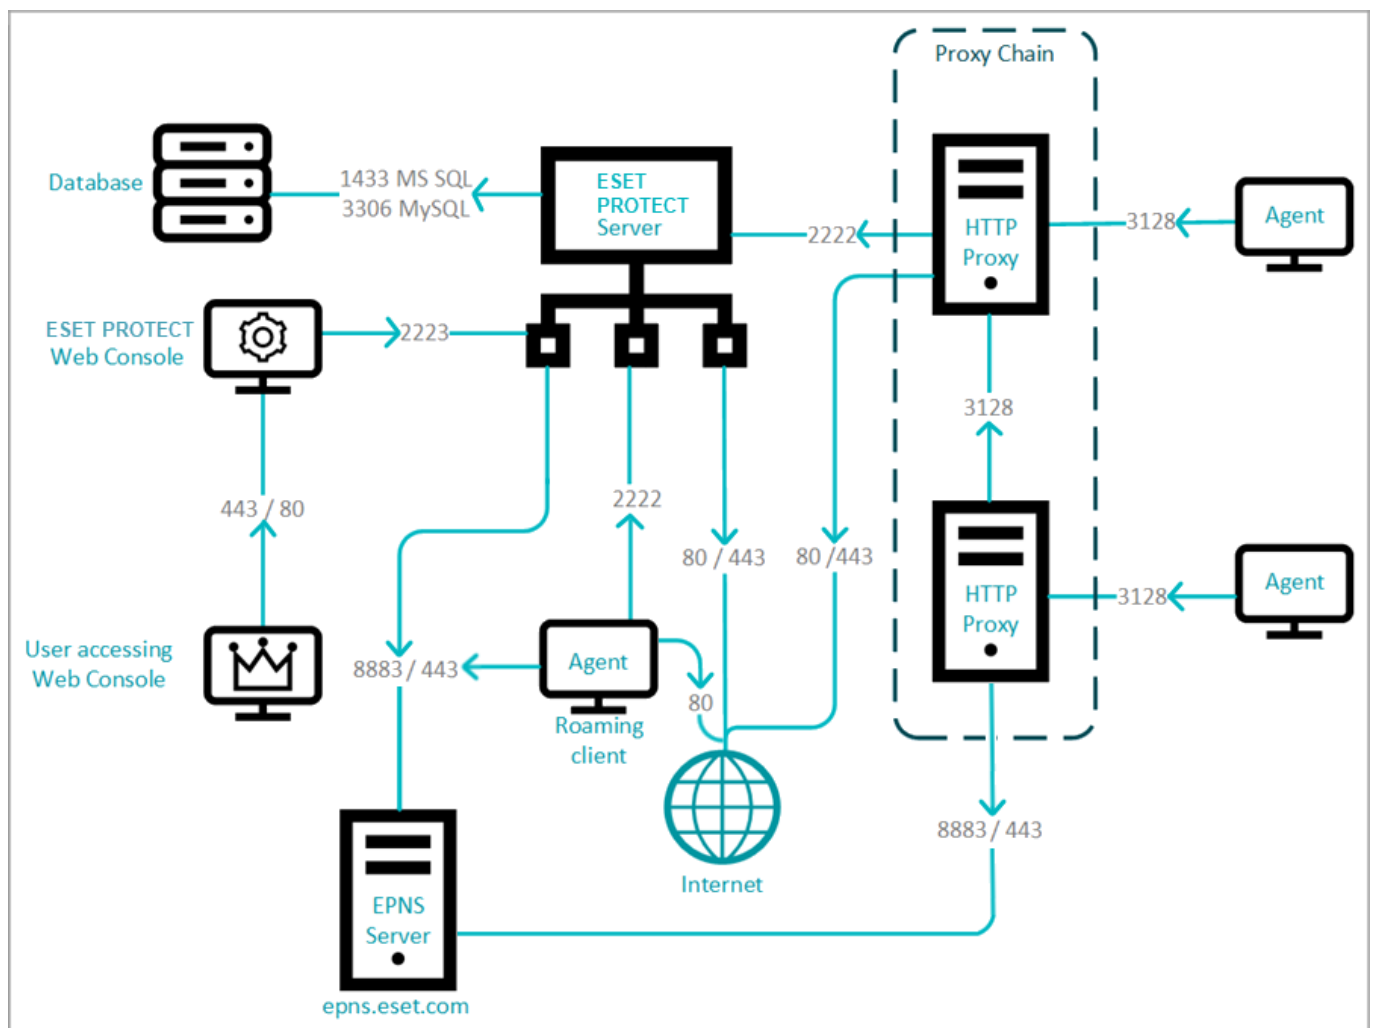 Proxy Chain
Database
1433 MS SQL
3306 MySQL
ESET
PROTECT
Server
2222
HTTP
Proxy
3128
Agent
ESET PROTECT
Web Console
2223
3128
443 / 80
2222
80 / 443
80 /443
HTTP
Proxy
3128
Agent
User accessing
Web Console
8883 / 443
Agent
80
Roaming
client
8883 / 443
Internet
EPNS
Server
epns.eset.com